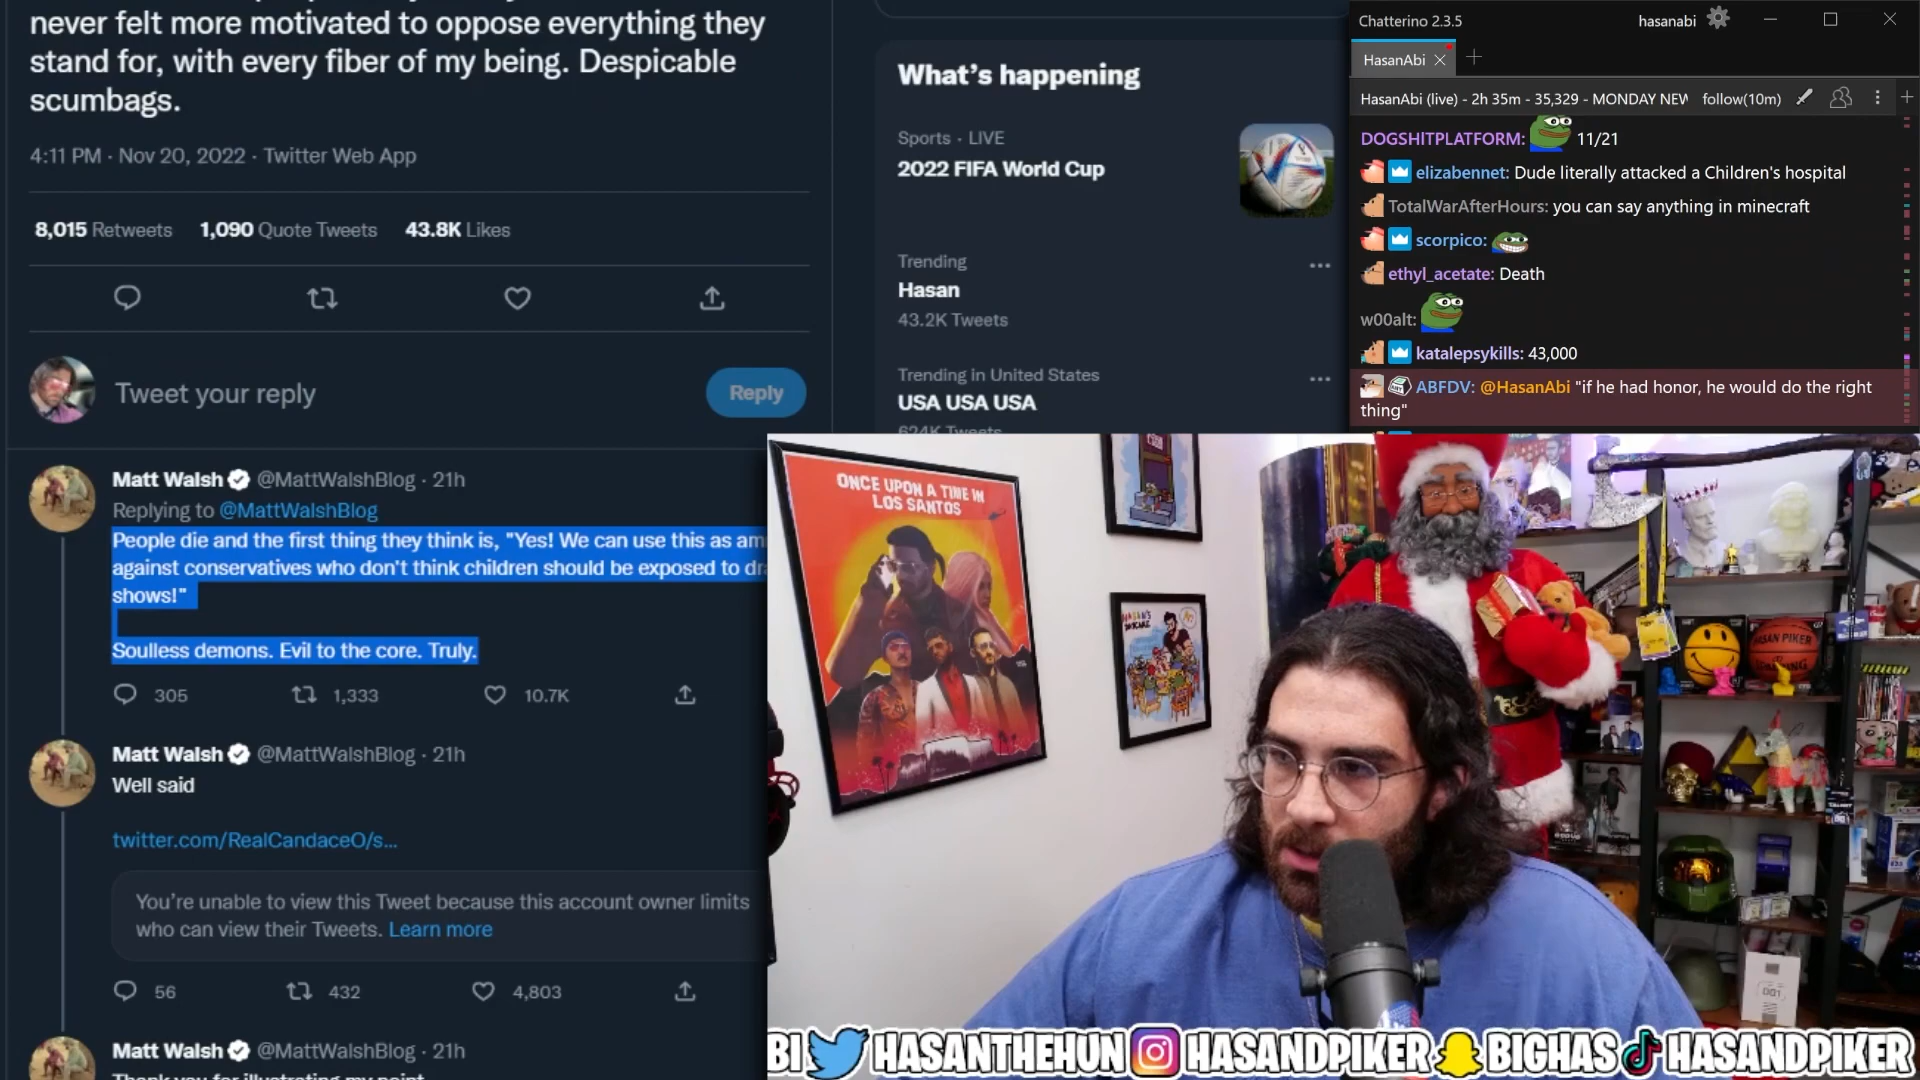 never felt more motivated to oppose everything they
stand for, with every fiber of my being. Despicable
scumbags.
4:11 PM · Nov 20, 2022 · Twitter Web App
8,015 Retweets 1,090 Quote Tweets 43.8K Likes
Tweet your reply
Reply
Matt Walsh @MattWalshBlog · 21h
Replying to @MattWalshBlog
People die and the first thing they think is, "Yes! We can use this as am
against conservatives who don't think children should be exposed to dr
shows!"
Soulless demons. Evil to the core. Truly.
305 1,333 10.7K
Matt Walsh @MattWalshBlog · 21h
Well said
twitter.com/RealCandaceO/s...
You're unable to view this Tweet because this account owner limits
who can view their Tweets. Learn more
56 432 4,803
Matt Walsh @MattWalshBlog · 21h
Thank you for illustrating my point
What's happening
Sports · LIVE
2022 FIFA World Cup
Trending
Hasan
43.2K Tweets
Trending in United States
USA USA USA
624K Tweets
Chatterino 2.3.5
hasanabi
HasanAbi
HasanAbi (live) - 2h 35m - 35,329 - MONDAY NEW
follow(10m)
DOGSHITPLATFORM: 11/21
elizabennet: Dude literally attacked a Children's hospital
TotalWarAfterHours: you can say anything in minecraft
scorpico:
ethyl_acetate: Death
w00alt:
katalepsykills: 43,000
ABFDV: @HasanAbi "if he had honor, he would do the right
thing"
ONCE UPON A TIME IN
LOS SANTOS
HASAN PIKER
BI HASANTHEHUN HASANDPIKER BIGHAS HASANDPIKER